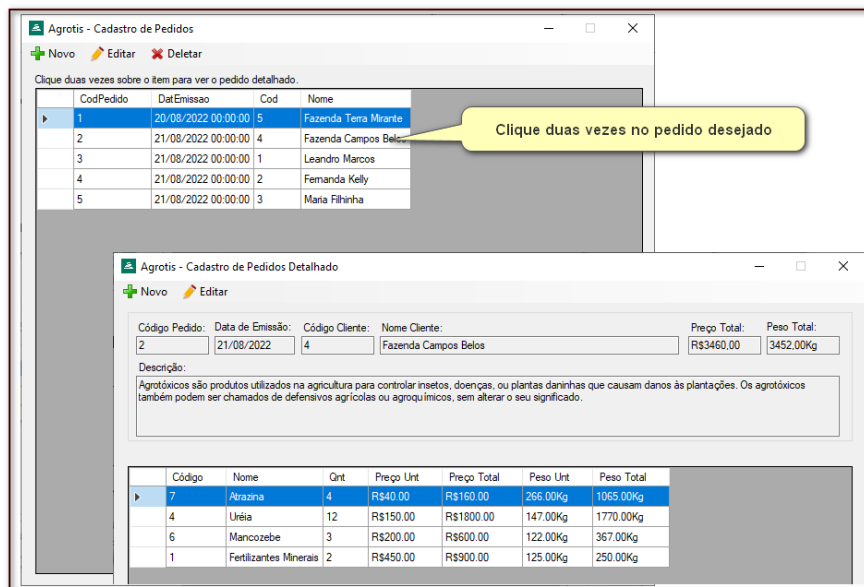 Agrotis - Cadastro de Pedidos
Novo Editar Deletar
Clique duas vezes sobre o item para ver o pedido detalhado.
CodPedido DatEmissao Cod Nome
1 20/08/2022 00:00:00 5 Fazenda Terra Mirante
2 21/08/2022 00:00:00 4 Fazenda Campos Belos
3 21/08/2022 00:00:00 1 Leandro Marcos
4 21/08/2022 00:00:00 2 Fernanda Kelly
5 21/08/2022 00:00:00 3 Maria Filhinha
Clique duas vezes no pedido desejado
Agrotis - Cadastro de Pedidos Detalhado
Novo Editar
Código Pedido: Data de Emissão: Código Cliente: Nome Cliente: Preço Total: Peso Total:
2 21/08/2022 4 Fazenda Campos Belos R$3460,00 3452,00Kg
Descrição:
Agrotóxicos são produtos utilizados na agricultura para controlar insetos, doenças, ou plantas daninhas que causam danos às plantações. Os agrotóxicos
também podem ser chamados de defensivos agrícolas ou agroquímicos, sem alterar o seu significado.
Código Nome Qnt Preço Unt Preço Total Peso Unt Peso Total
7 Atrazina 4 R$40.00 R$160.00 266.00Kg 1065.00Kg
4 Uréia 12 R$150.00 R$1800.00 147.00Kg 1770.00Kg
6 Mancozebe 3 R$200.00 R$600.00 122.00Kg 367.00Kg
1 Fertilizantes Minerais 2 R$450.00 R$900.00 125.00Kg 250.00Kg